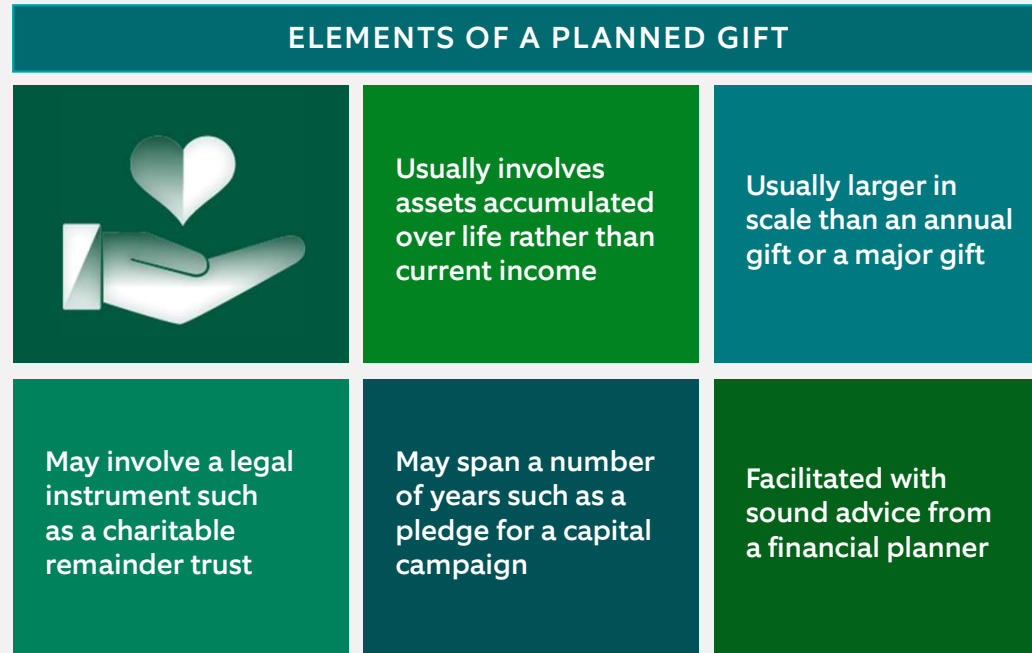 ELEMENTS OF A PLANNED GIFT
Usually involves
assets accumulated
over life rather than
current income
Usually larger in
scale than an annual
gift or a major gift
May involve a legal
instrument such
as a charitable
remainder trust
May span a number
of years such as a
pledge for a capital
campaign
Facilitated with
sound advice from
a financial planner